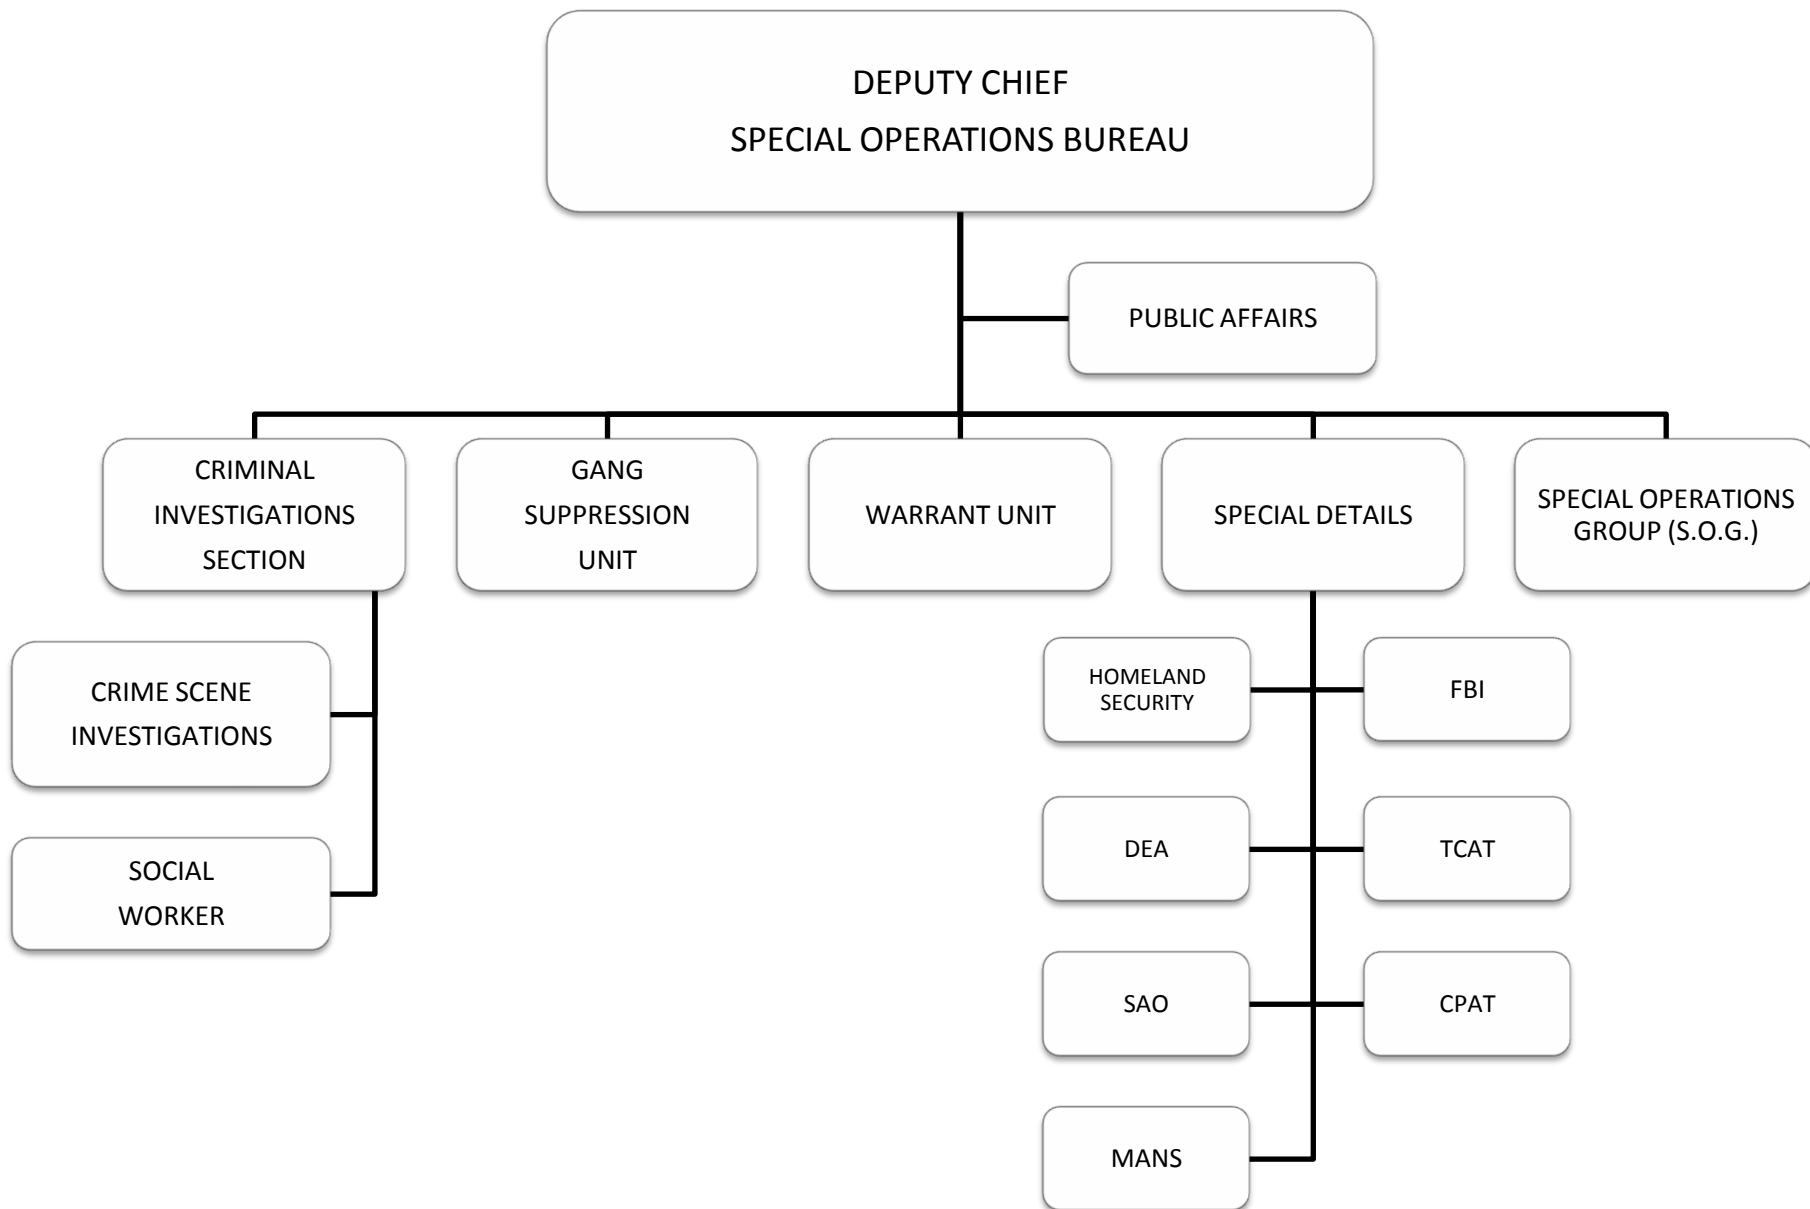 DEPUTY CHIEF
SPECIAL OPERATIONS BUREAU
PUBLIC AFFAIRS
CRIMINAL
INVESTIGATIONS
SECTION
GANG
SUPPRESSION
UNIT
WARRANT UNIT
SPECIAL DETAILS
SPECIAL OPERATIONS
GROUP (S.O.G.)
CRIME SCENE
INVESTIGATIONS
SOCIAL
WORKER
HOMELAND
SECURITY
FBI
DEA
TCAT
SAO
CPAT
MANS